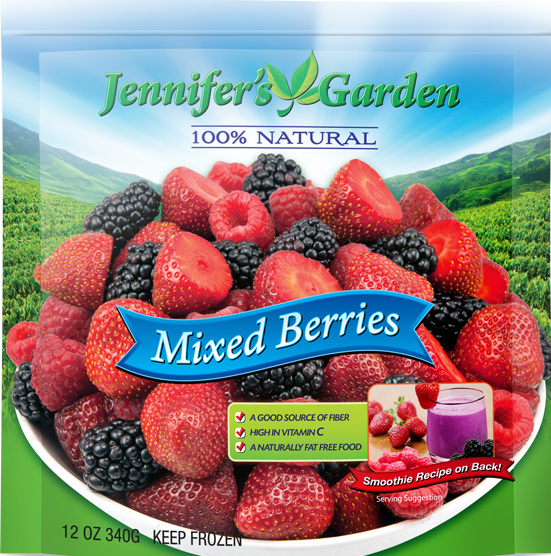 Jennifer's Garden
100% NATURAL
Mixed Berries
A GOOD SOURCE OF FIBER
HIGH IN VITAMIN C
A NATURALLY FAT FREE FOOD
Smoothie Recipe on Back!
Serving Suggestion
12 OZ 340G KEEP FROZEN